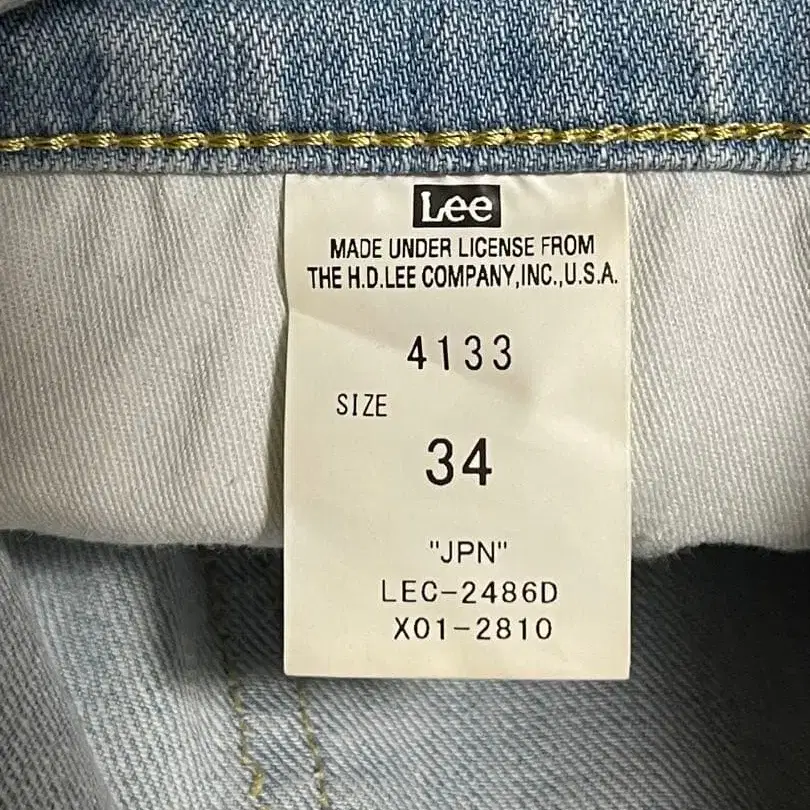 Lee
MADE UNDER LICENSE FROM
THE H.D.LEE COMPANY,INC.,U.S.A.
4133
SIZE
34
"JPN"
LEC-2486D
X01-2810